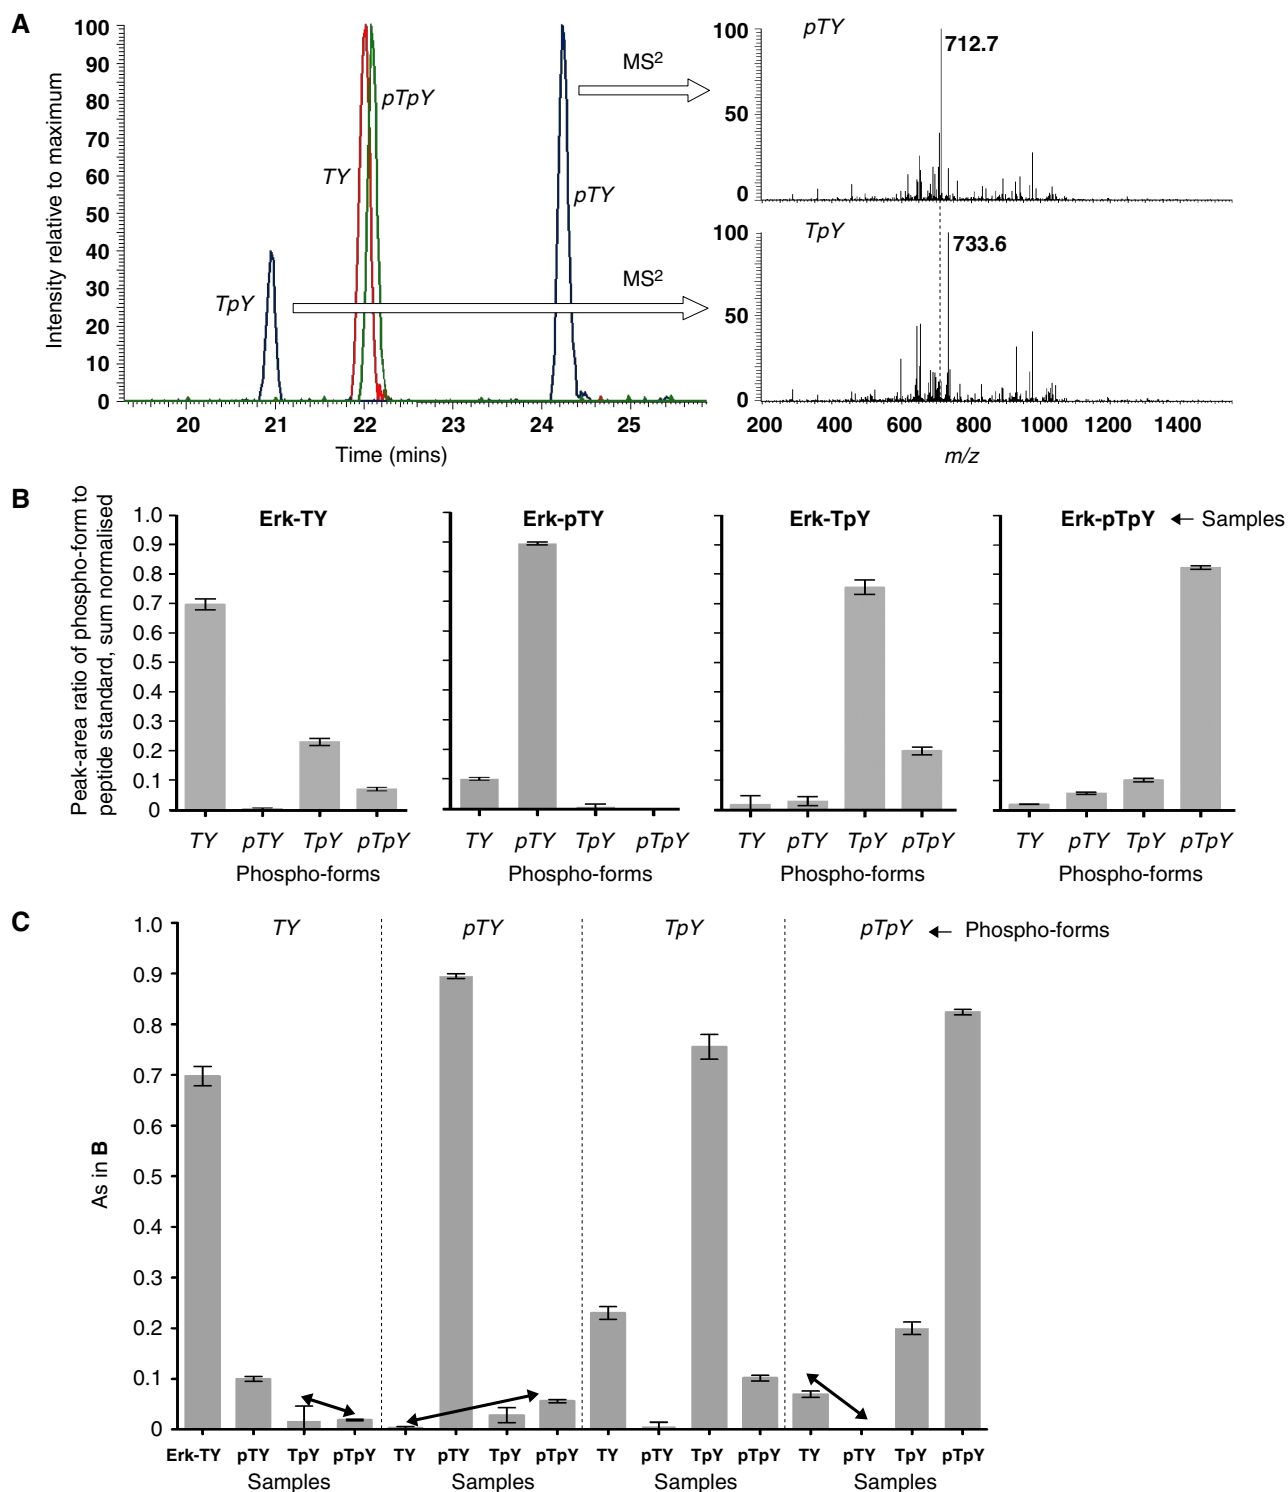 A
Intensity relative to maximum
100
90
80
70
60
50
40
30
20
10
0
20 21 22 23 24 25
Time (mins)
TpY
TY
pTpY
pTY
MS2
MS2
pTY
712.7
100
50
0
TpY
733.6
100
50
0
200 400 600 800 1000 1200 1400
m/z
B
Peak-area ratio of phospho-form to
peptide standard, sum normalised
1.0
0.9
0.8
0.7
0.6
0.5
0.4
0.3
0.2
0.1
0
Erk-TY Erk-pTY Erk-TpY Erk-pTpY ← Samples
TY pTY TpY pTpY TY pTY TpY pTpY TY pTY TpY pTpY TY pTY TpY pTpY
Phospho-forms Phospho-forms Phospho-forms Phospho-forms
C
As in B
1.0
0.9
0.8
0.7
0.6
0.5
0.4
0.3
0.2
0.1
0
TY pTY TpY pTpY ← Phospho-forms
Erk-TY pTY TpY pTpY TY pTY TpY pTpY TY pTY TpY pTpY TY pTY TpY pTpY
Samples Samples Samples Samples